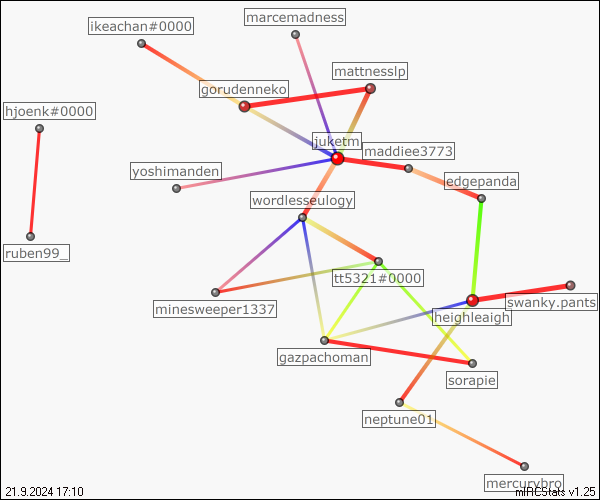 marcemadness
ikeachan#0000
mattnesslp
gorudenneko
hjoenk#0000
juketm
maddiee3773
yoshimanden
edgepanda
wordlesseulogy
ruben99_
tt5321#0000
swanky.pants
minesweeper1337
heighleaigh
gazpachoman
sorapie
neptune01
mercurybro
21.9.2024 17:10
mIRCStats v1.25